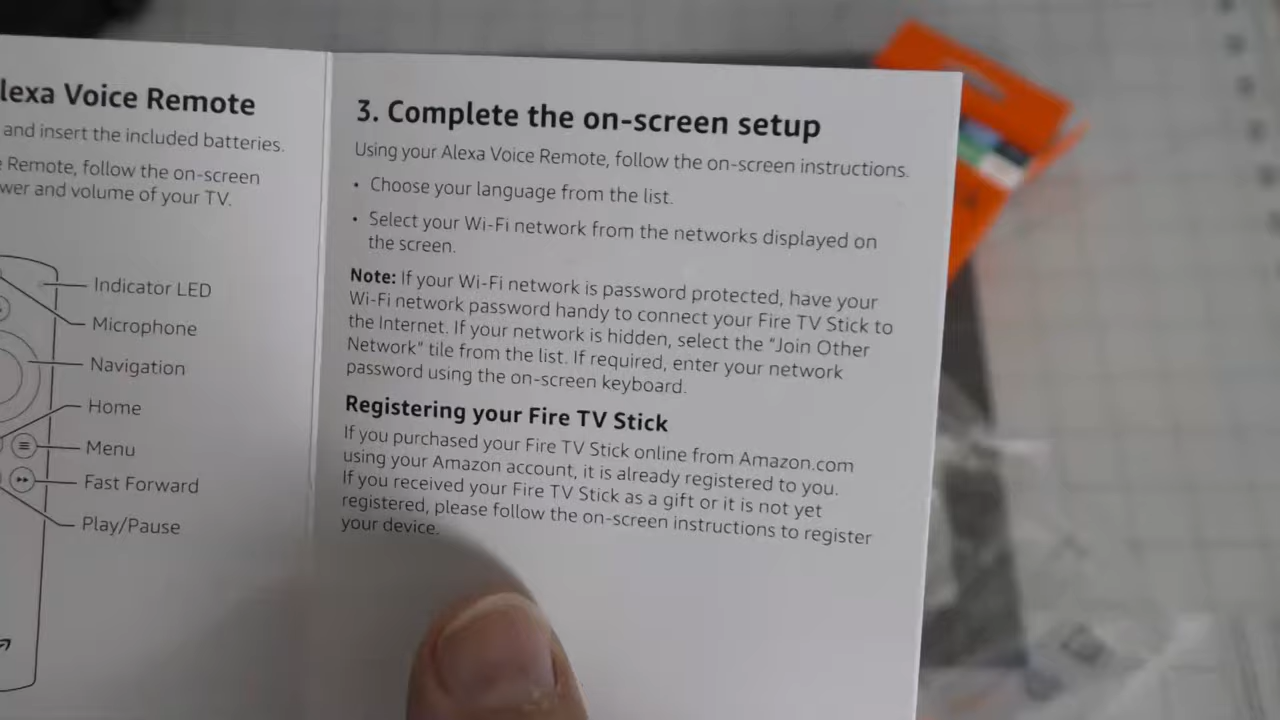 lexa Voice Remote
and insert the included batteries.
Remote, follow the on-screen
wer and volume of your TV.
Indicator LED
Microphone
Navigation
Home
Menu
Fast Forward
Play/Pause
3. Complete the on-screen setup
Using your Alexa Voice Remote, follow the on-screen instructions.
• Choose your language from the list.
• Select your Wi-Fi network from the networks displayed on
the screen.
Note: If your Wi-Fi network is password protected, have your
Wi-Fi network password handy to connect your Fire TV Stick to
the Internet. If your network is hidden, select the "Join Other
Network" tile from the list. If required, enter your network
password using the on-screen keyboard.
Registering your Fire TV Stick
If you purchased your Fire TV Stick online from Amazon.com
using your Amazon account, it is already registered to you.
If you received your Fire TV Stick as a gift or it is not yet
registered, please follow the on-screen instructions to register
your device.